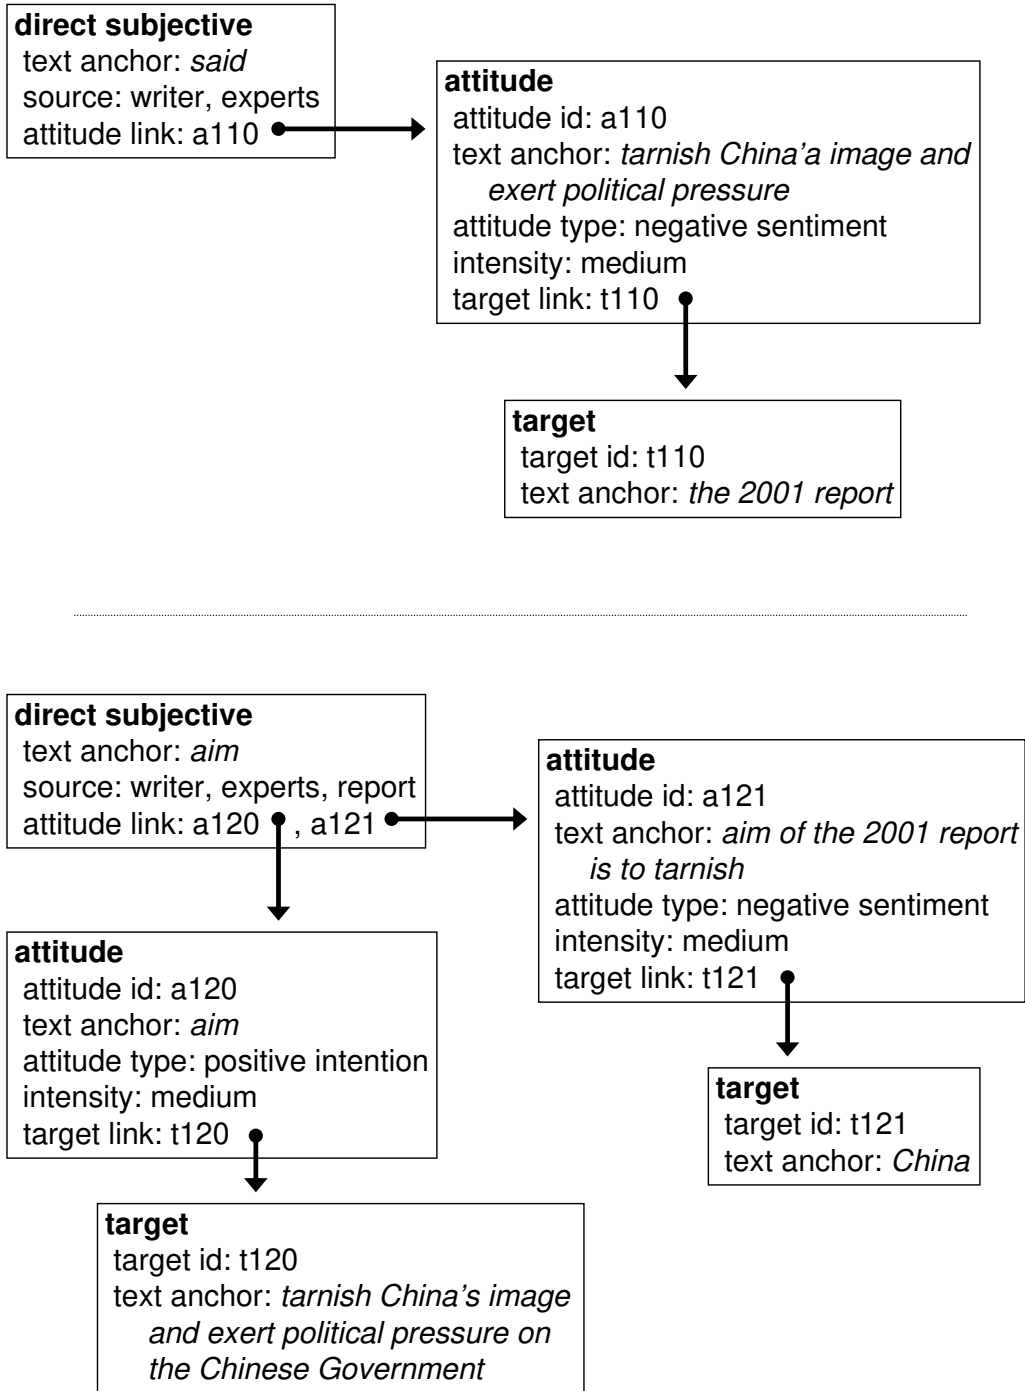 direct subjective
text anchor: said
source: writer, experts
attitude link: a110
attitude
attitude id: a110
text anchor: tarnish China'a image and
exert political pressure
attitude type: negative sentiment
intensity: medium
target link: t110
target
target id: t110
text anchor: the 2001 report
direct subjective
text anchor: aim
source: writer, experts, report
attitude link: a120 , a121
attitude
attitude id: a121
text anchor: aim of the 2001 report
is to tarnish
attitude type: negative sentiment
intensity: medium
target link: t121
attitude
attitude id: a120
text anchor: aim
attitude type: positive intention
intensity: medium
target link: t120
target
target id: t121
text anchor: China
target
target id: t120
text anchor: tarnish China's image
and exert political pressure on
the Chinese Government